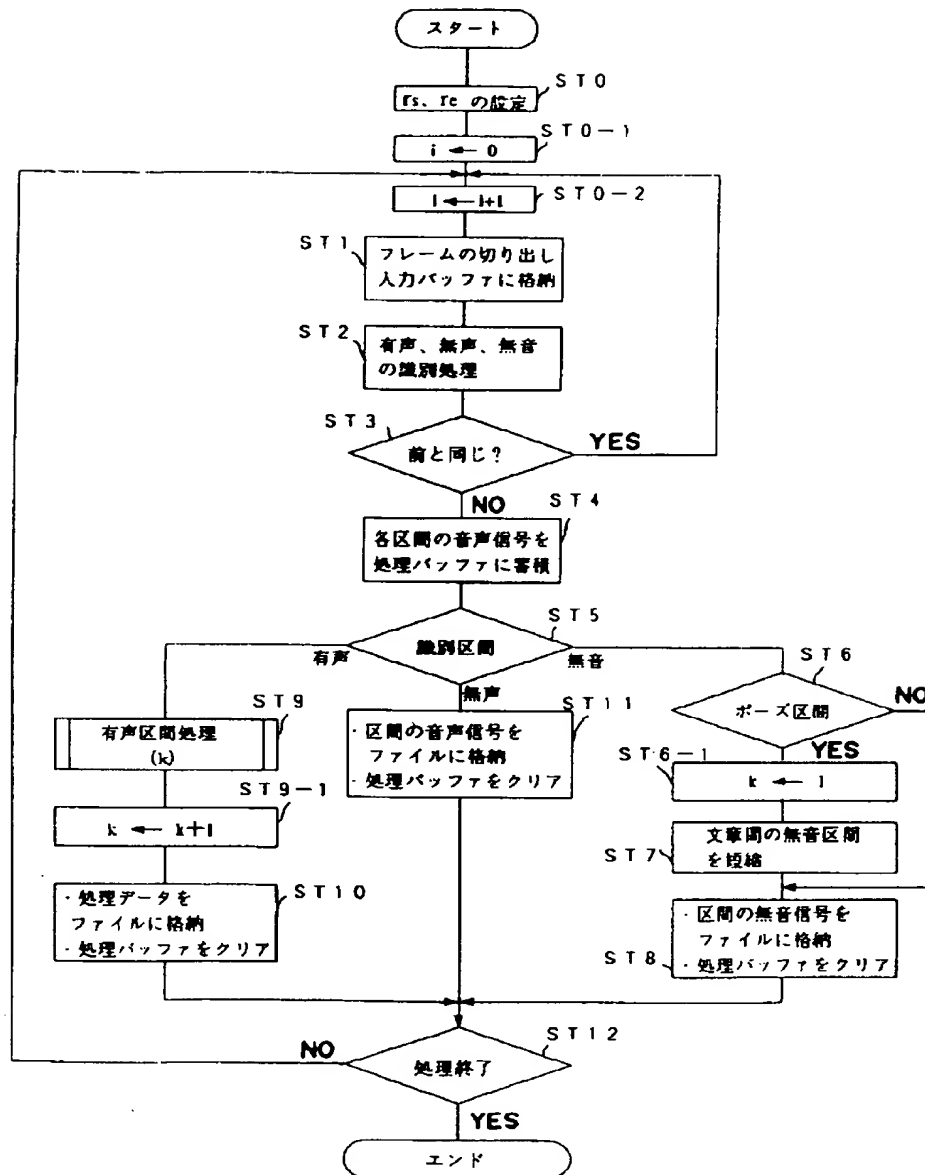 スタート
ST0
rs、re の設定
ST0-1
i ← 0
ST0-2
i ← i+1
ST1
フレームの切り出し
入力バッファに格納
ST2
有声、無声、無音
の識別処理
ST3
前と同じ?
YES
NO
ST4
各区間の音声信号を
処理バッファに蓄積
ST5
識別区間
有声
無声
無音
ST6
ポーズ区間
NO
YES
ST6-1
k ← 1
文章間の無音区間
を短縮
ST7
・区間の無音信号を
ファイルに格納
・処理バッファをクリア
ST8
ST9
有声区間処理
(k)
ST9-1
k ← k+1
ST10
・処理データを
ファイルに格納
・処理バッファをクリア
ST11
・区間の音声信号を
ファイルに格納
・処理バッファをクリア
ST12
処理終了
NO
YES
エンド